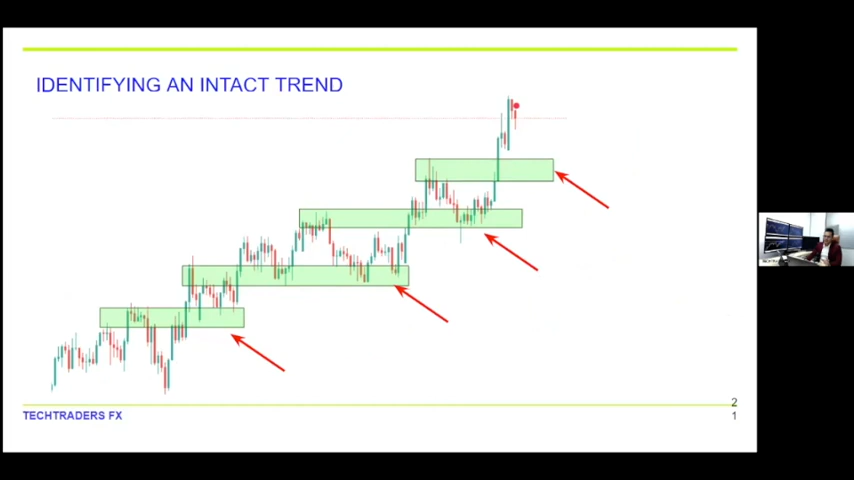 IDENTIFYING AN INTACT TREND
2
TECHTRADERS FX
1